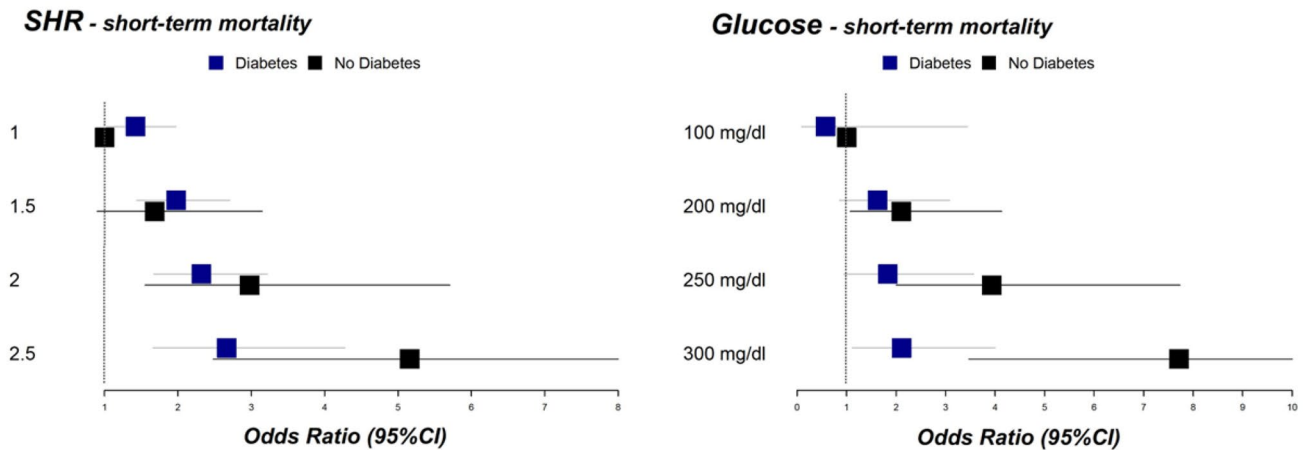 SHR - short-term mortality
Diabetes No Diabetes
1
1.5
2
2.5
1 2 3 4 5 6 7 8
Odds Ratio (95%CI)
Glucose - short-term mortality
Diabetes No Diabetes
100 mg/dl
200 mg/dl
250 mg/dl
300 mg/dl
0 1 2 3 4 5 6 7 8 9 10
Odds Ratio (95%CI)